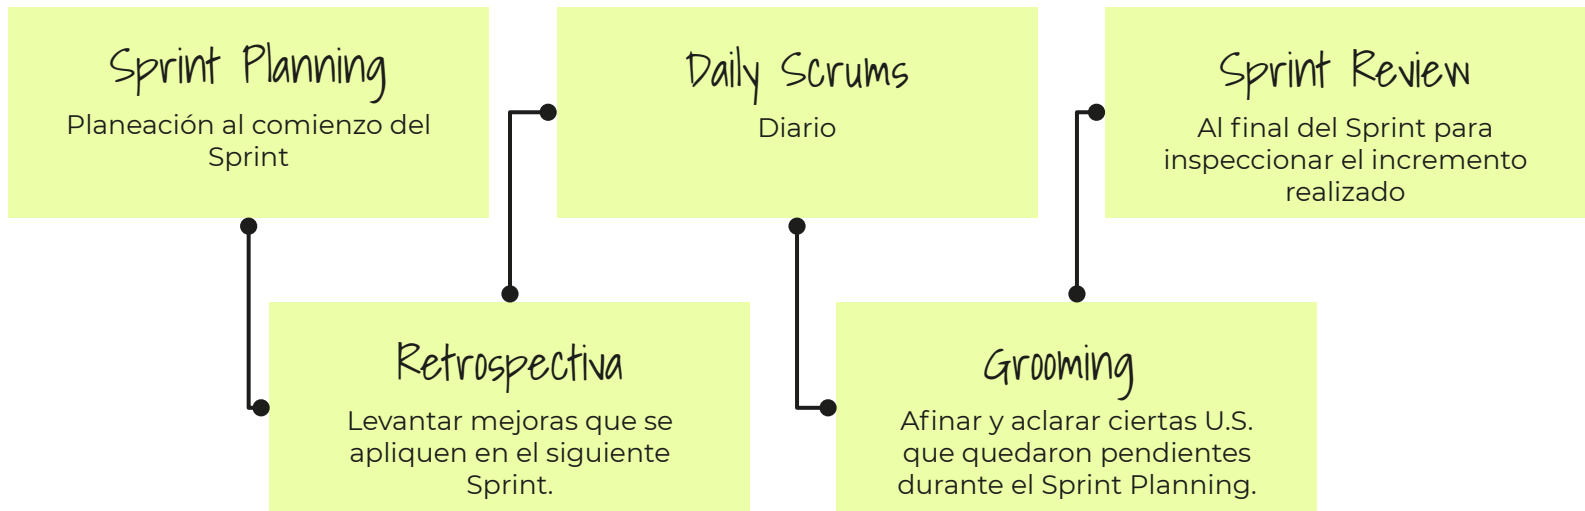 Sprint Planning
Planeación al comienzo del
Sprint
Retrospectiva
Levantar mejoras que se
apliquen en el siguiente
Sprint.
Daily Scrums
Diario
Grooming
Afinar y aclarar ciertas U.S.
que quedaron pendientes
durante el Sprint Planning.
Sprint Review
Al final del Sprint para
inspeccionar el incremento
realizado